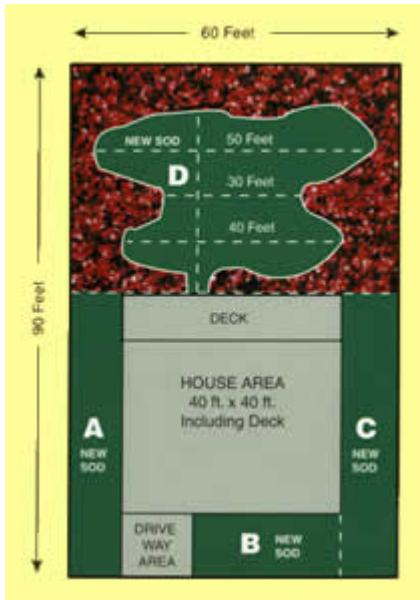 60 Feet
90 Feet
NEW SOD
50 Feet
D
30 Feet
40 Feet
DECK
HOUSE AREA
40 ft. x 40 ft.
Including Deck
A
NEW
SOD
C
NEW
SOD
DRIVE
WAY
AREA
B
NEW
SOD